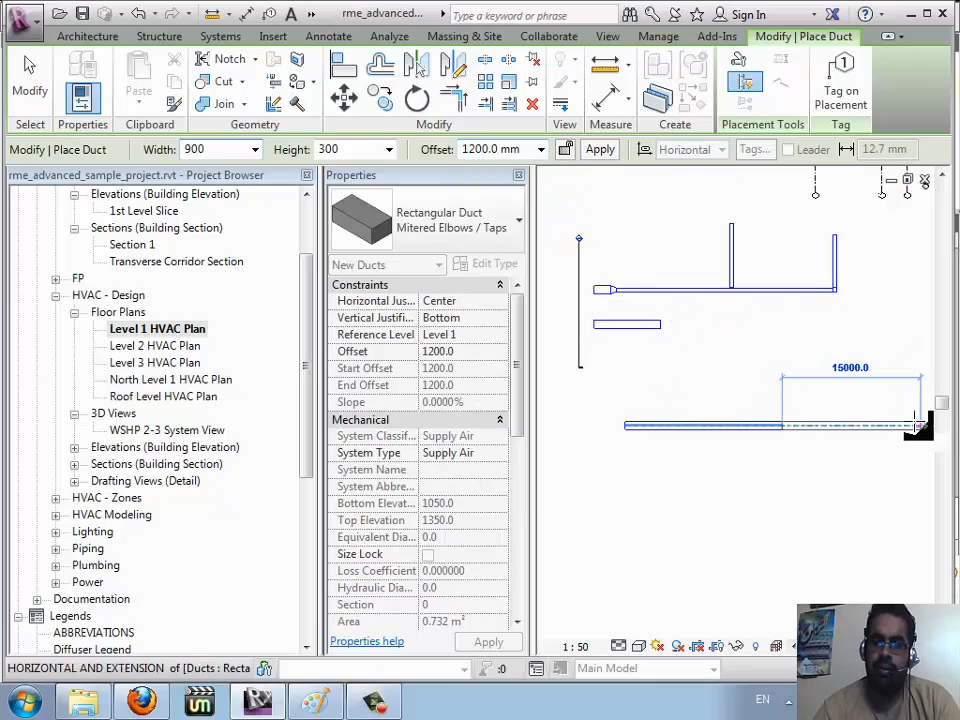 rme_advanced...
Type a keyword or phrase
Sign In
Architecture Structure Systems Insert Annotate Analyze Massing & Site Collaborate View Manage Add-Ins Modify | Place Duct
Modify
Paste
Notch
Cut
Join
Tag on
Placement
Select Properties Clipboard Geometry Modify View Measure Create Placement Tools Tag
Modify | Place Duct Width: 900 Height: 300 Offset: 1200.0 mm Apply Horizontal Tags... Leader 12.7 mm
rme_advanced_sample_project.rvt - Project Browser
Elevations (Building Elevation)
1st Level Slice
Sections (Building Section)
Section 1
Transverse Corridor Section
FP
HVAC - Design
Floor Plans
Level 1 HVAC Plan
Level 2 HVAC Plan
Level 3 HVAC Plan
North Level 1 HVAC Plan
Roof Level HVAC Plan
3D Views
WSHP 2-3 System View
Elevations (Building Elevation)
Sections (Building Section)
Drafting Views (Detail)
HVAC - Zones
HVAC Modeling
Lighting
Piping
Plumbing
Power
Documentation
Legends
ABBREVIATIONS
Diffuser Legend
Properties
Rectangular Duct
Mitered Elbows / Taps
New Ducts Edit Type
Constraints
Horizontal Jus... Center
Vertical Justifi... Bottom
Reference Level Level 1
Offset 1200.0
Start Offset 1200.0
End Offset 1200.0
Slope 0.0000%
Mechanical
System Classif... Supply Air
System Type Supply Air
System Name
System Abbre...
Bottom Elevat... 1050.0
Top Elevation 1350.0
Equivalent Dia... 0.0
Size Lock
Loss Coefficient 0.000000
Hydraulic Dia... 0.0
Section 0
Area 0.732 m²
Properties help Apply
15000.0
1 : 50
HORIZONTAL AND EXTENSION of [Ducts : Recta
:0
Main Model
EN